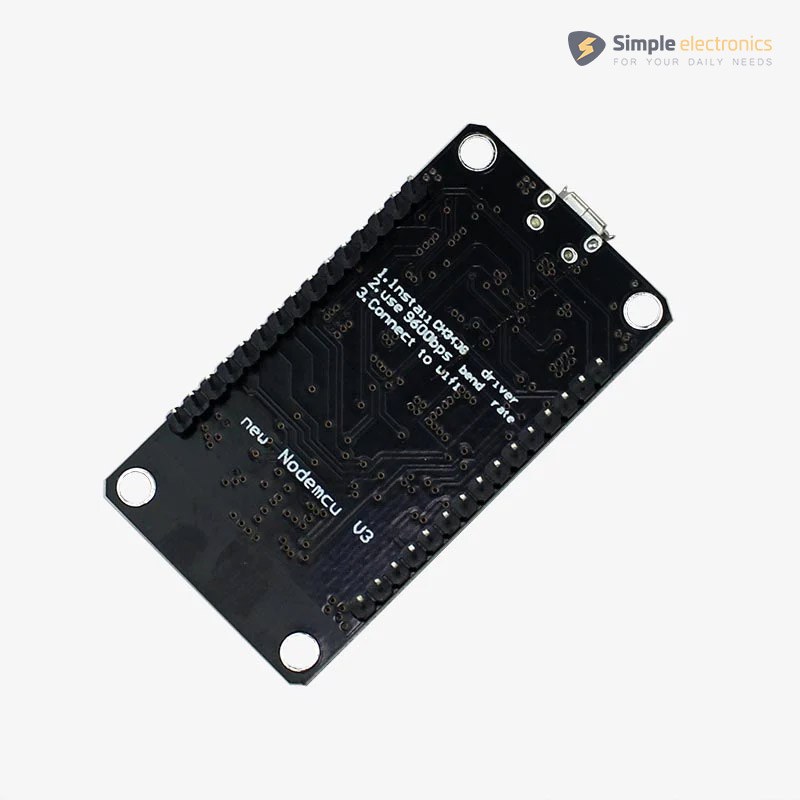 Simple electronics
FOR YOUR DAILY NEEDS
1.Install CH340G driver
2.use 9600bps bend rate
3.Connect to wifi
new Nodemcu V3